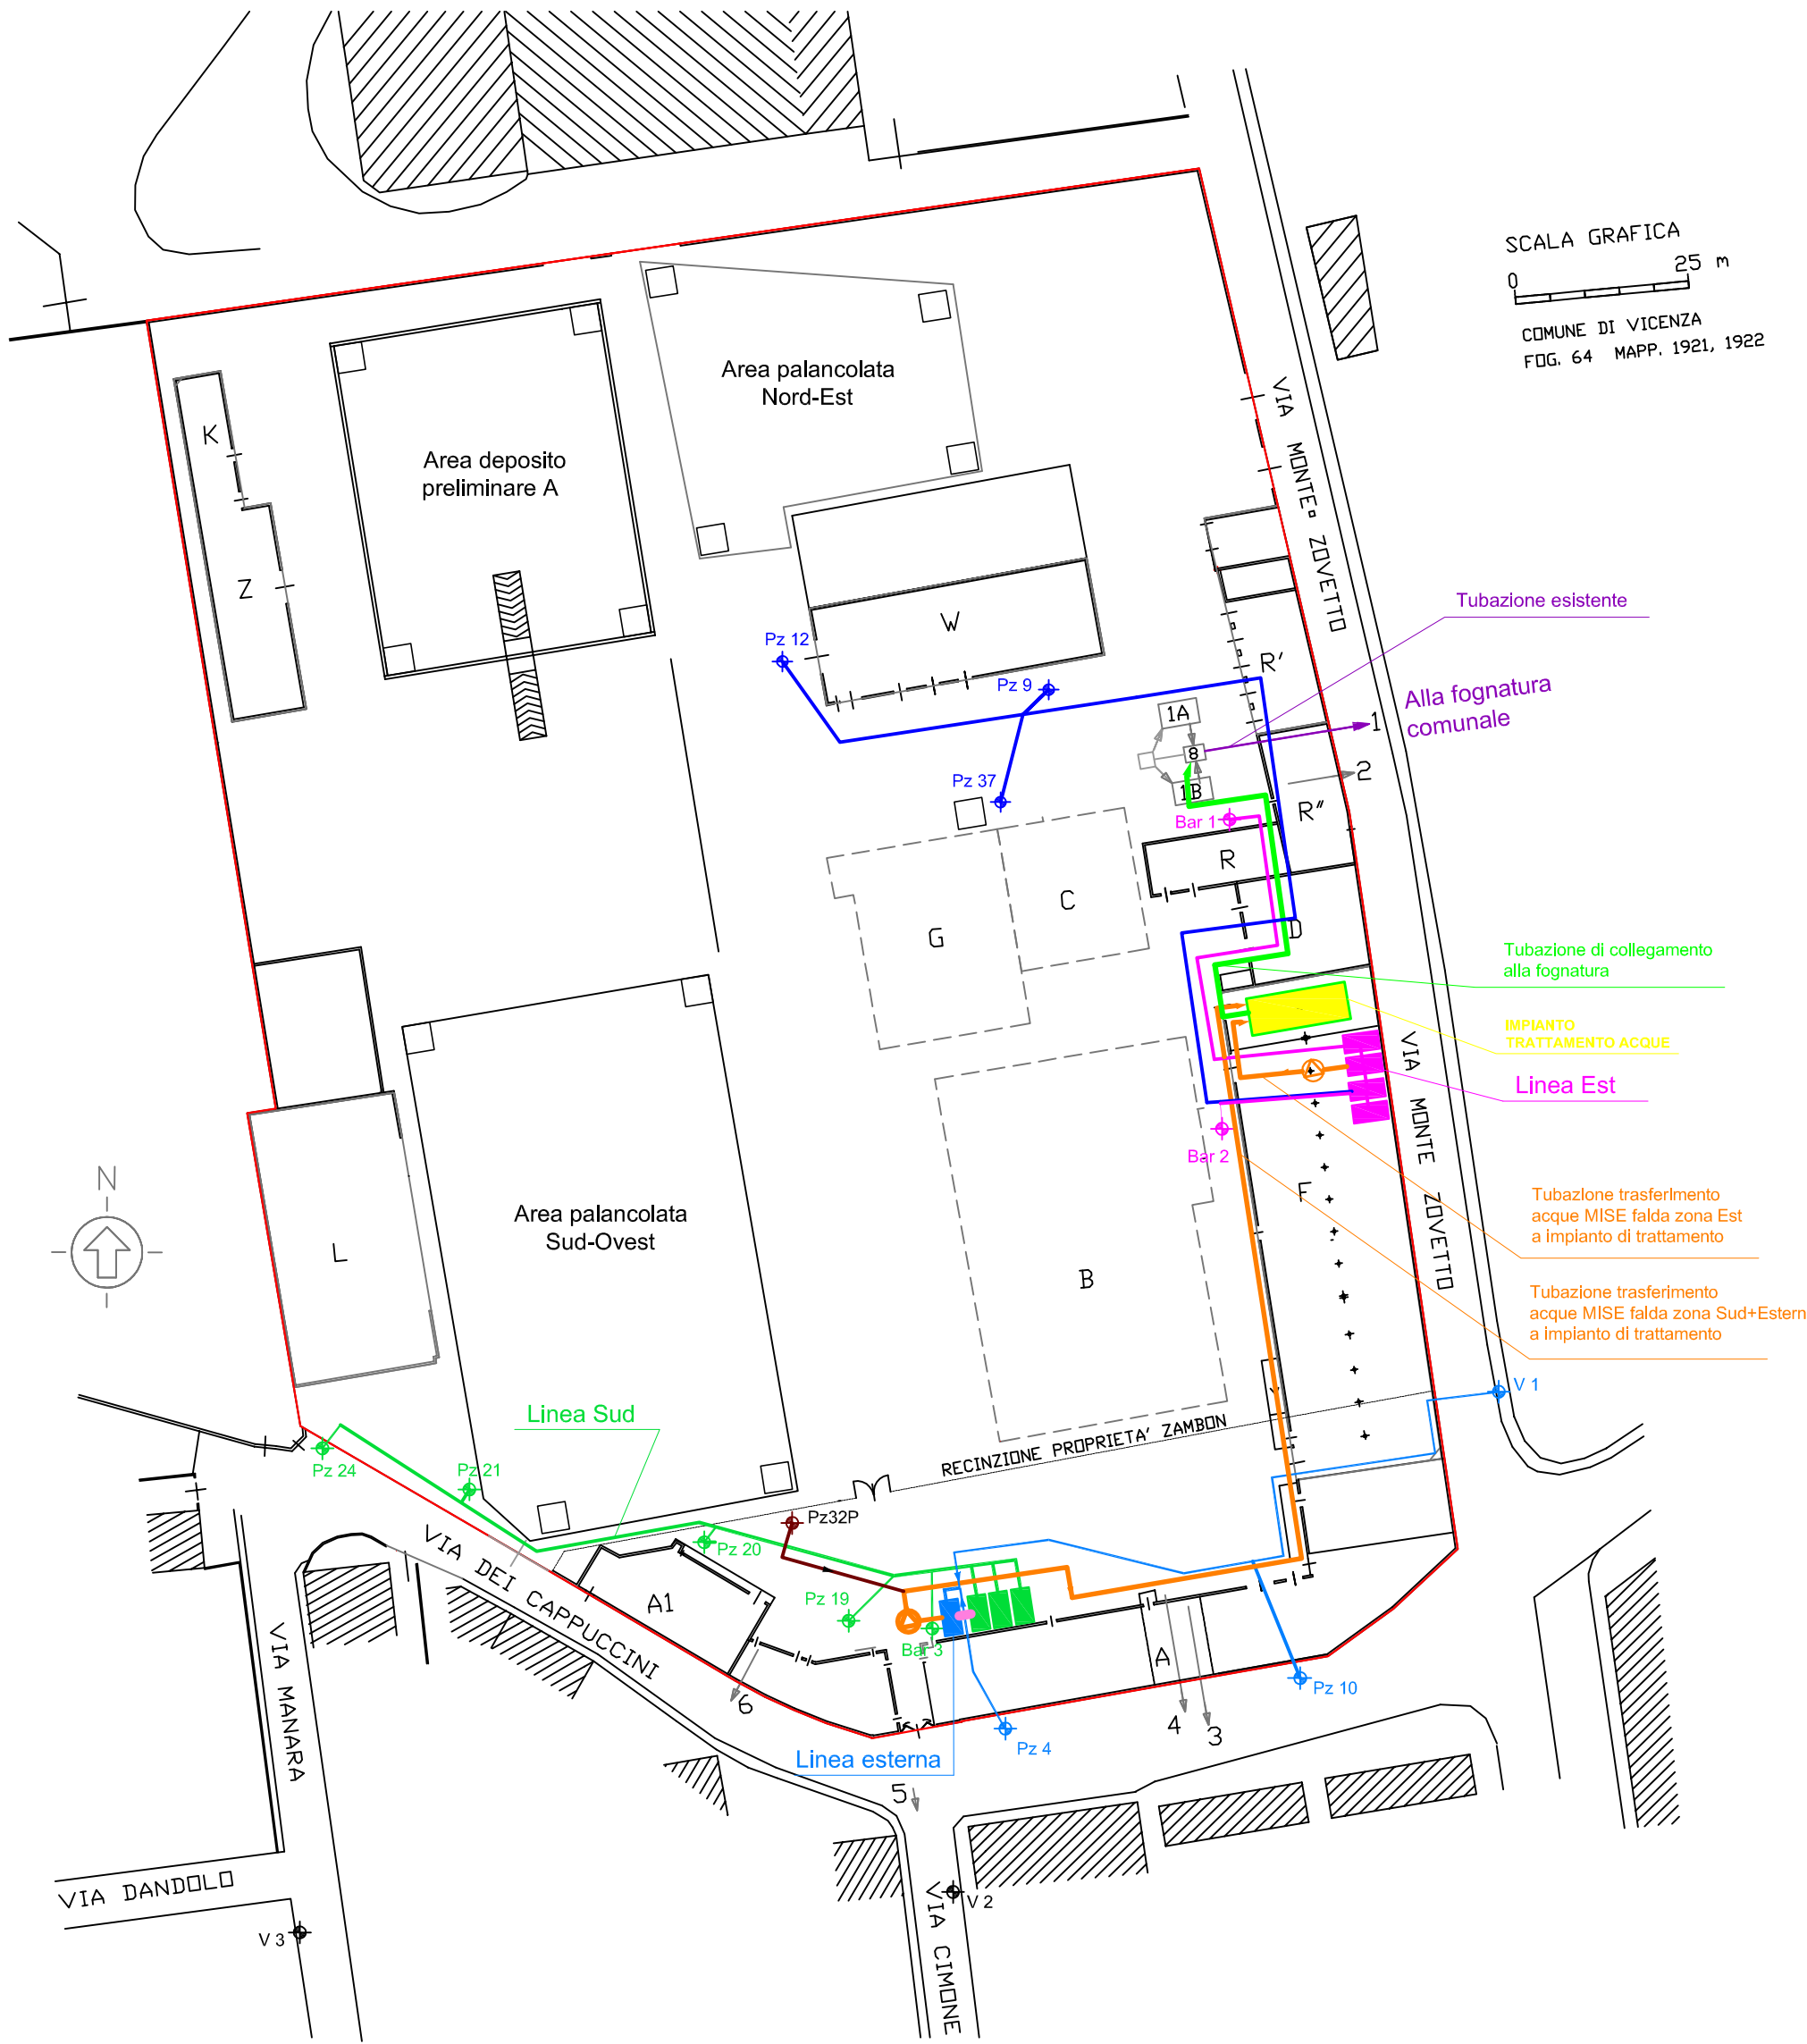 SCALA GRAFICA
0
25 m
COMUNE DI VICENZA
FOG. 64 MAPP. 1921, 1922
Area palancolata
Nord-Est
Area deposito
preliminare A
K
Z
VIA MONTE ZOVETTO
W
Pz 12
Pz 9
Tubazione esistente
R'
1A
Alla fognatura
comunale
1
8
2
Pz 37
1B
R"
Bar 1
R
C
G
D
Tubazione di collegamento
alla fognatura
IMPIANTO
TRATTAMENTO ACQUE
Linea Est
VIA MONTE ZOVETTO
Bar 2
N
F
Tubazione trasferimento
acque MISE falda zona Est
a impianto di trattamento
Area palancolata
Sud-Ovest
L
B
Tubazione trasferimento
acque MISE falda zona Sud+Estern
a impianto di trattamento
V 1
Linea Sud
RECINZIONE PROPRIETA' ZAMBON
Pz 24
Pz 21
Pz32P
Pz 20
VIA DEI CAPPUCCINI
A1
Pz 19
Bar 3
A
VIA MANARA
6
Pz 10
4
3
Pz 4
Linea esterna
5
VIA DANDOLO
V 2
V 3
VIA CIMONE